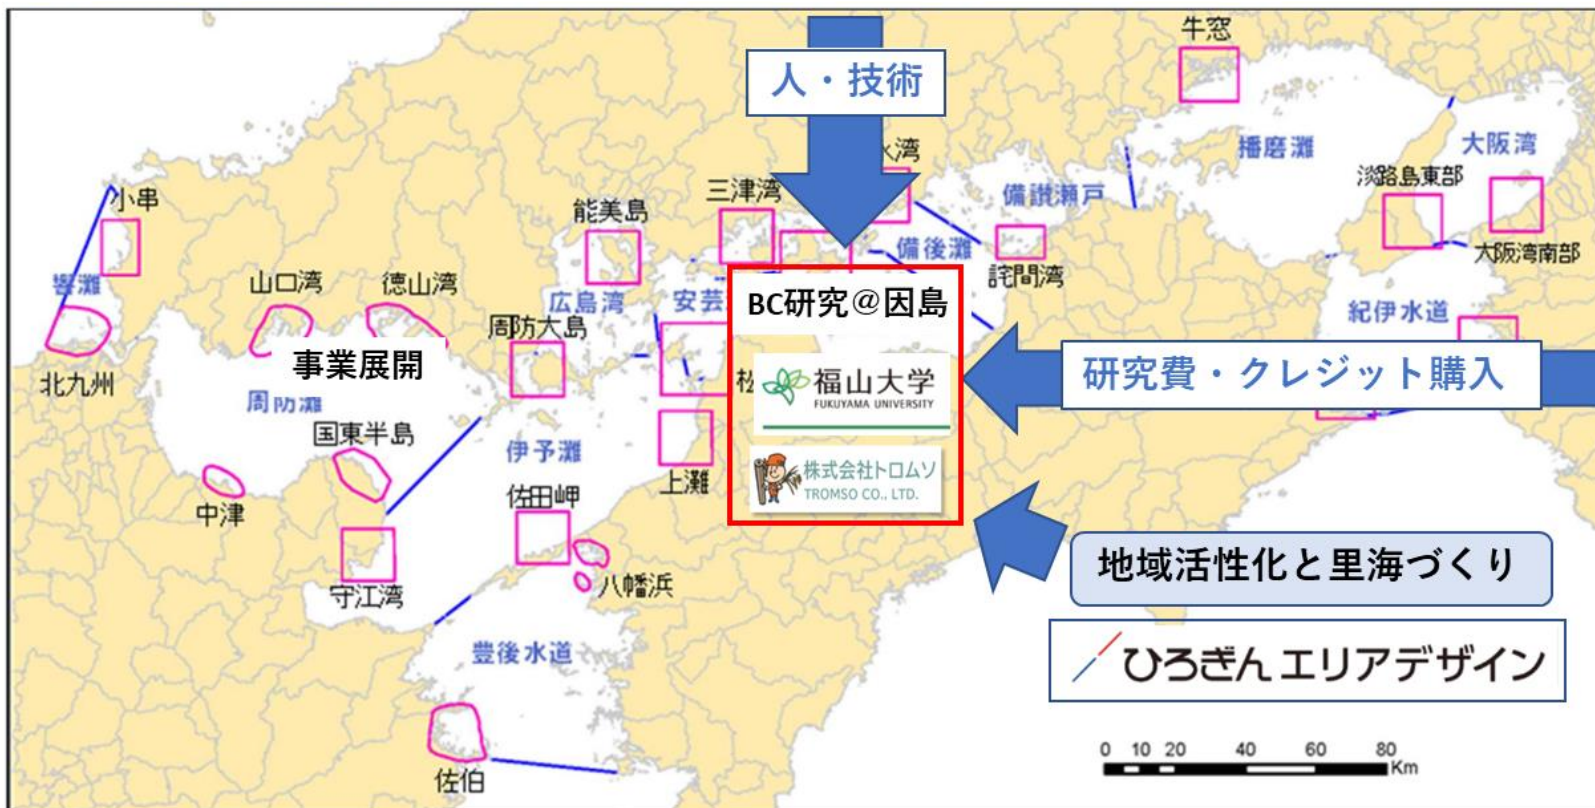 牛窓
人・技術
大阪湾
播磨灘
水湾
淡路島東部
三津湾
備讃瀬戸
小串
能美島
備後灘
大阪湾南部
詫間湾
響灘
山口湾
徳山湾
広島湾
安芸
BC研究@因島
紀伊水道
周防大島
事業展開
研究費・クレジット購入
北九州
松
福山大学
FUKUYAMA UNIVERSITY
周防灘
国東半島
伊予灘
株式会社トロムソ
TROMSO CO., LTD.
上灘
佐田岬
中津
地域活性化と里海づくり
八幡浜
守江湾
豊後水道
ひろぎんエリアデザイン
0 10 20 40 60 80
Km
佐伯